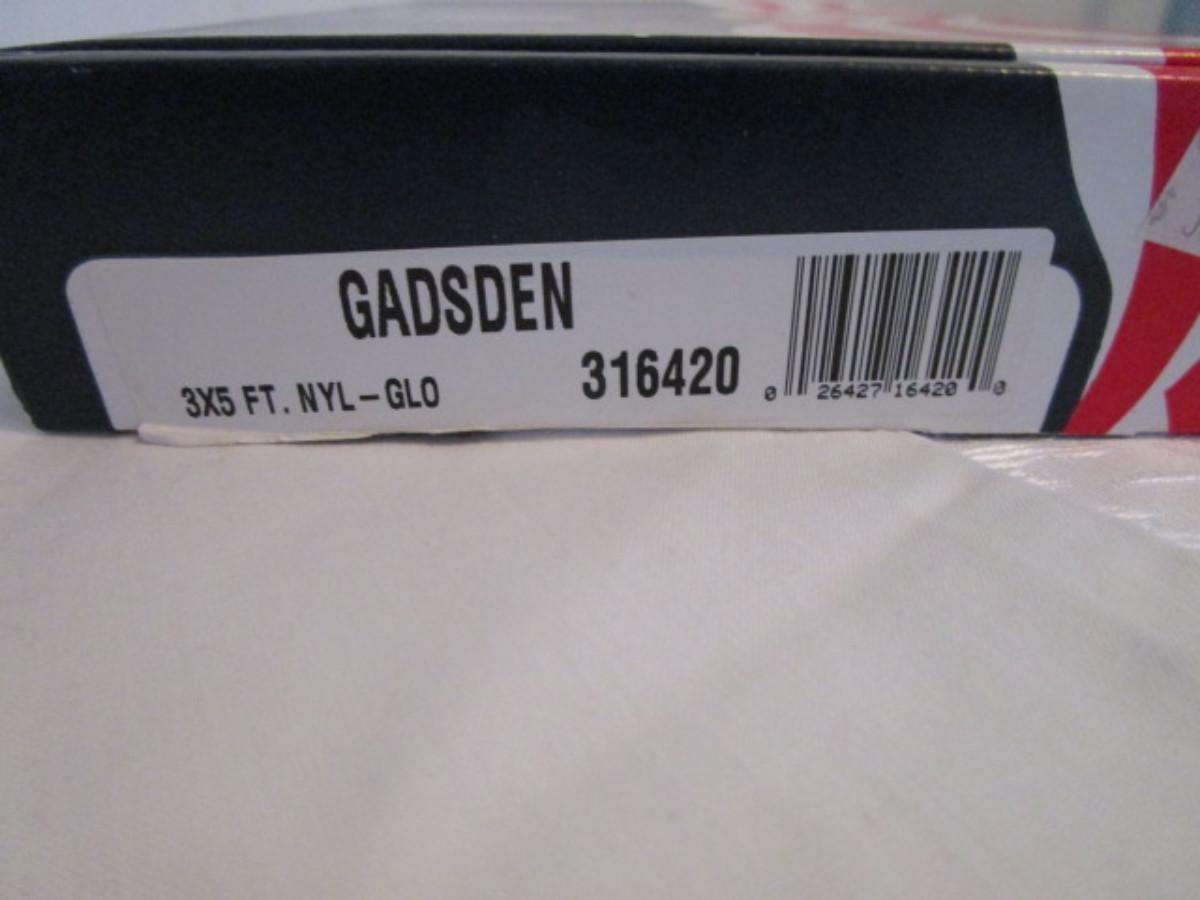 GADSDEN
316420
3X5 FT. NYL-GLO
0 26427 16420 0